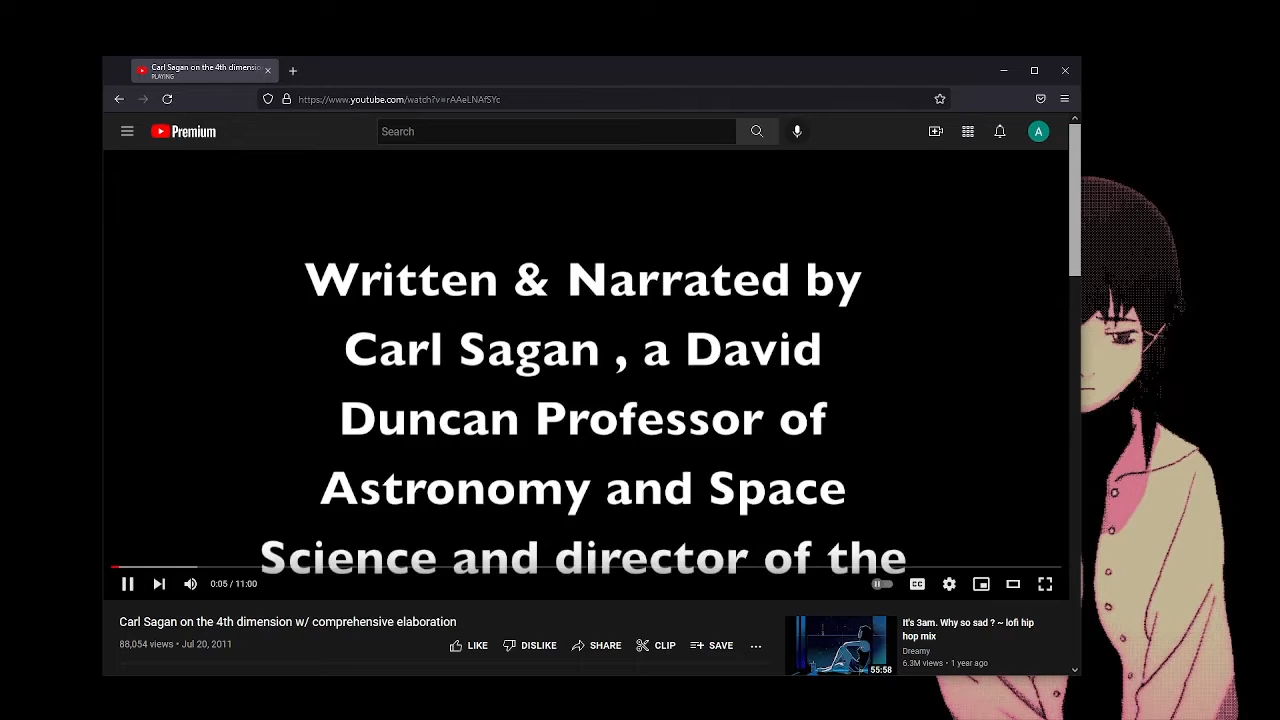 Carl Sagan on the 4th dimensio
PLAYING
https://www.youtube.com/watch?v=rAAeLNAfSYc
Premium
Search
A
Written & Narrated by
Carl Sagan , a David
Duncan Professor of
Astronomy and Space
Science and director of the
0:05 / 11:00
CC
Carl Sagan on the 4th dimension w/ comprehensive elaboration
88,054 views • Jul 20, 2011
LIKE
DISLIKE
SHARE
CLIP
SAVE
55:58
It's 3am. Why so sad ? ~ lofi hip
hop mix
Dreamy
6.3M views • 1 year ago